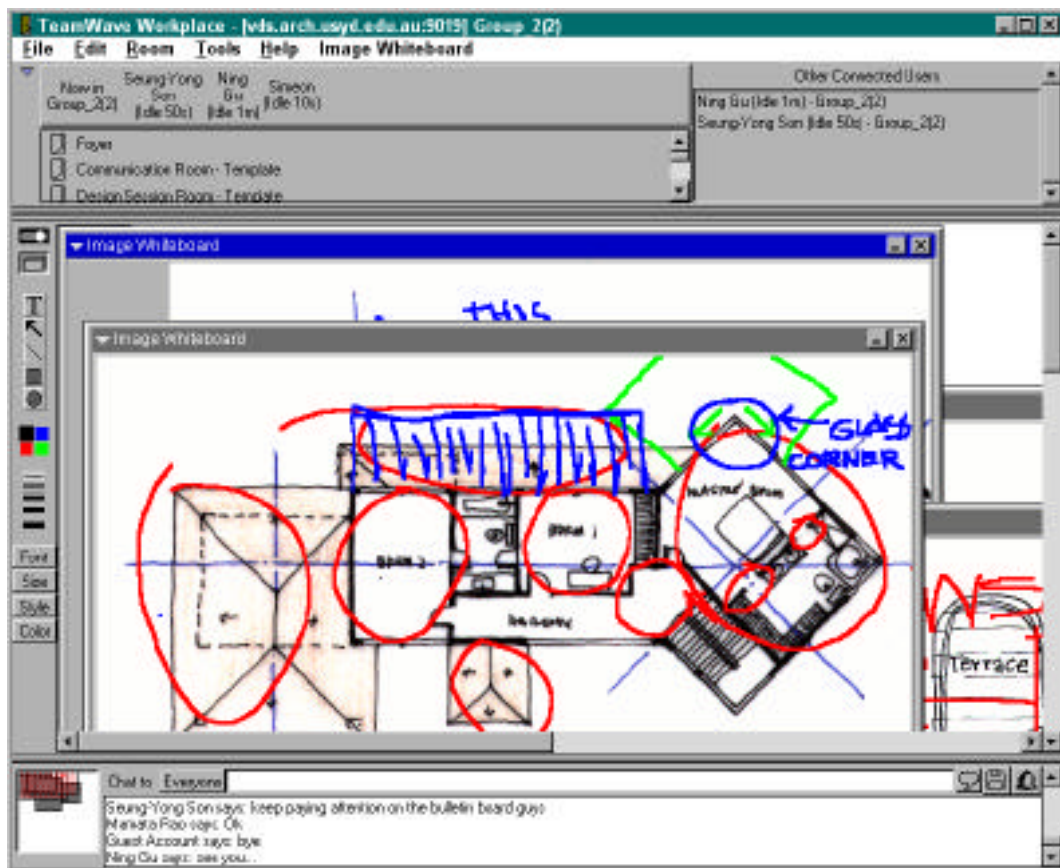 TeamWave Workplace - [vds.arch.usyd.edu.au:9019] Group_2(2)
File Edit Room Tools Help Image Whiteboard
Now in Group_2(2)
Seung-Yong Son (Idle 50s)
Ning Gu (Idle 1m)
Simeon (Idle 10s)
Other Connected Users
Ning Gu (Idle 1m) - Group_2(2)
Seung-Yong Son (Idle 50s) - Group_2(2)
Foyer
Communication Room - Template
Design Session Room - Template
Image Whiteboard
THIS
Image Whiteboard
GLASS
CORNER
ROOM 2
ROOM 1
Terrace
T
Font
Size
Style
Color
Chat to Everyone
Seung-Yong Son says: keep paying attention on the bulletin board guys
Mamata Rao says: Ok
Guest Account says: bye
Ning Gu says: see you...